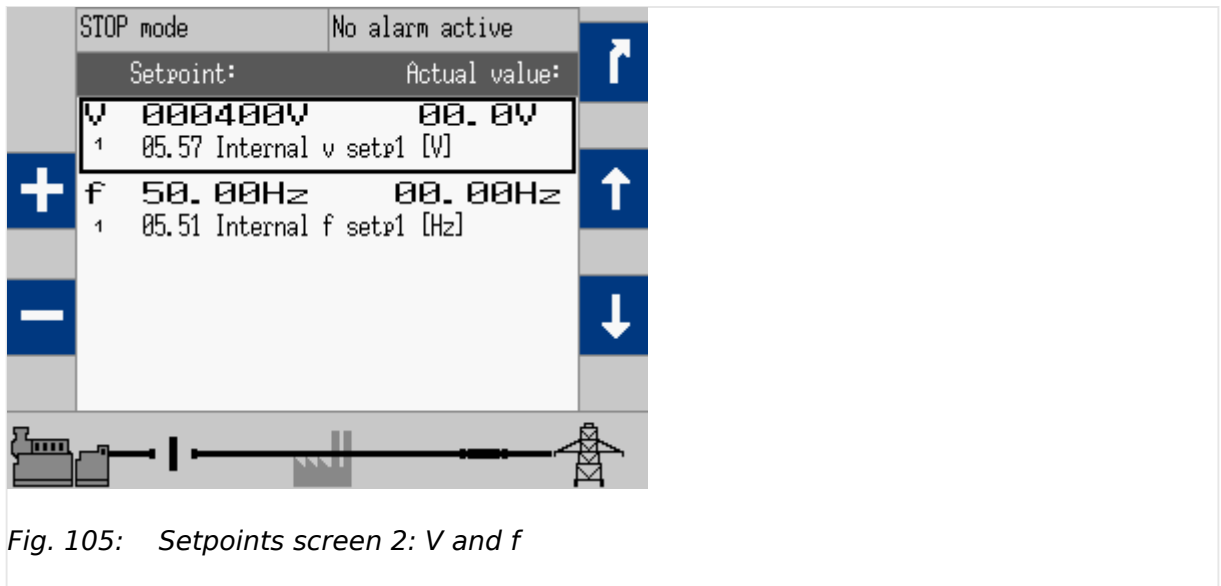 STOP mode No alarm active
Setpoint: Actual value:
V 000400V 00.0V
1 05.57 Internal v setp1 [V]
f 50.00Hz 00.00Hz
1 05.51 Internal f setp1 [Hz]
Fig. 105: Setpoints screen 2: V and f